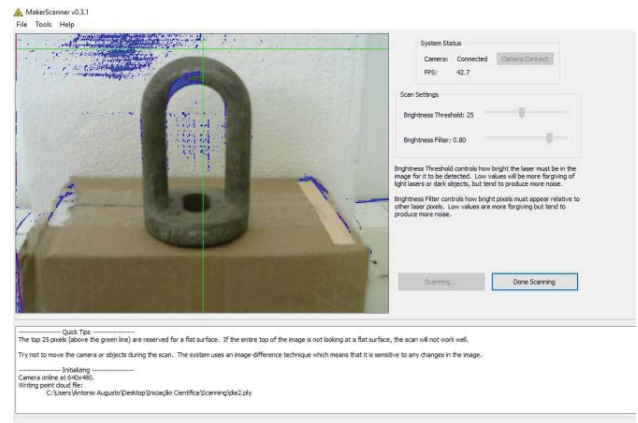 MakerScanner v0.3.1
File Tools Help
System Status
Camera: Connected Camera Connect
FPS: 42.7
Scan Settings
Brightness Threshold: 25
Brightness Filter: 0.80
Brightness Threshold controls how bright the laser must be in the
image for it to be detected. Low values will be more forgiving of
light lasers or dark objects, but tend to produce more noise.
Brightness Filter controls how bright pixels must appear relative to
other laser pixels. Low values are more forgiving but tend to
produce more noise.
Scanning... Done Scanning
------------------ Quick Tips ------------------
The top 25 pixels (above the green line) are reserved for a flat surface. If the entire top of the image is not looking at a flat surface, the scan will not work well.
Try not to move the camera or objects during the scan. The system uses an image-difference technique which means that it is sensitive to any changes in the image.
------------------ Initializing ------------------
Camera online at 640x480.
Writing point cloud file:
C:\Users\Antonio Augusto\Desktop\Iniciação Científica\Scanning\dia2.ply